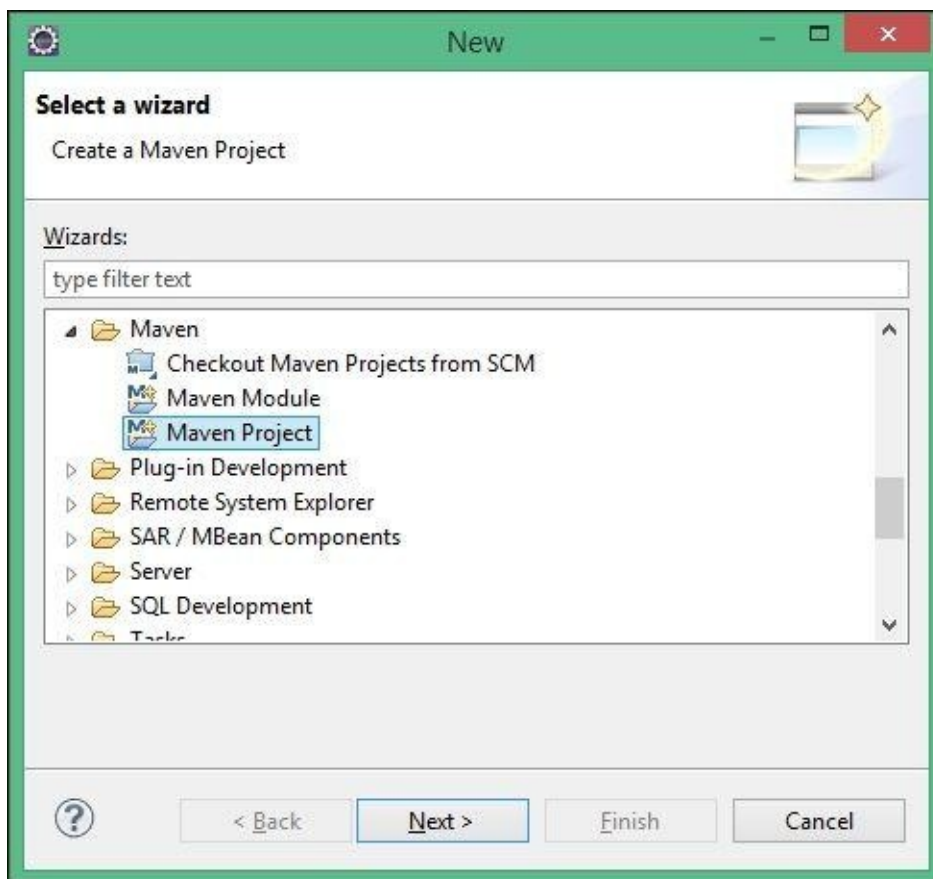 New
Select a wizard
Create a Maven Project
Wizards:
type filter text
Maven
Checkout Maven Projects from SCM
Maven Module
Maven Project
Plug-in Development
Remote System Explorer
SAR / MBean Components
Server
SQL Development
Tasks
< Back Next > Finish Cancel